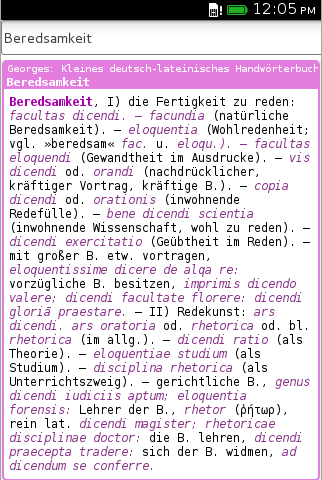 12:05 PM
Beredsamkeit
Georges: Kleines deutsch-lateinisches Handwörterbuch
Beredsamkeit
Beredsamkeit, I) die Fertigkeit zu reden:
facultas dicendi. – facundia (natürliche
Beredsamkeit). – eloquentia (Wohlredenheit;
vgl. »beredsam« fac. u. eloqu.). – facultas
eloquendi (Gewandtheit im Ausdrucke). – vis
dicendi od. orandi (nachdrücklicher,
kräftiger Vortrag, kräftige B.). – copia
dicendi od. orationis (inwohnende
Redefülle). – bene dicendi scientia
(inwohnende Wissenschaft, wohl zu reden). –
dicendi exercitatio (Geübtheit im Reden). –
mit großer B. etw. vortragen,
eloquentissime dicere de alqa re:
vorzügliche B. besitzen, imprimis dicendo
valere; dicendi facultate florere: dicendi
gloriā praestare. – II) Redekunst: ars
dicendi. ars oratoria od. rhetorica od. bl.
rhetorica (im allg.). – dicendi ratio (als
Theorie). – eloquentiae studium (als
Studium). – disciplina rhetorica (als
Unterrichtszweig). – gerichtliche B., genus
dicendi iudiciis aptum; eloquentia
forensis: Lehrer der B., rhetor (ῥήτωρ),
rein lat. dicendi magister; rhetoricae
disciplinae doctor: die B. lehren, dicendi
praecepta tradere: sich der B. widmen, ad
dicendum se conferre.